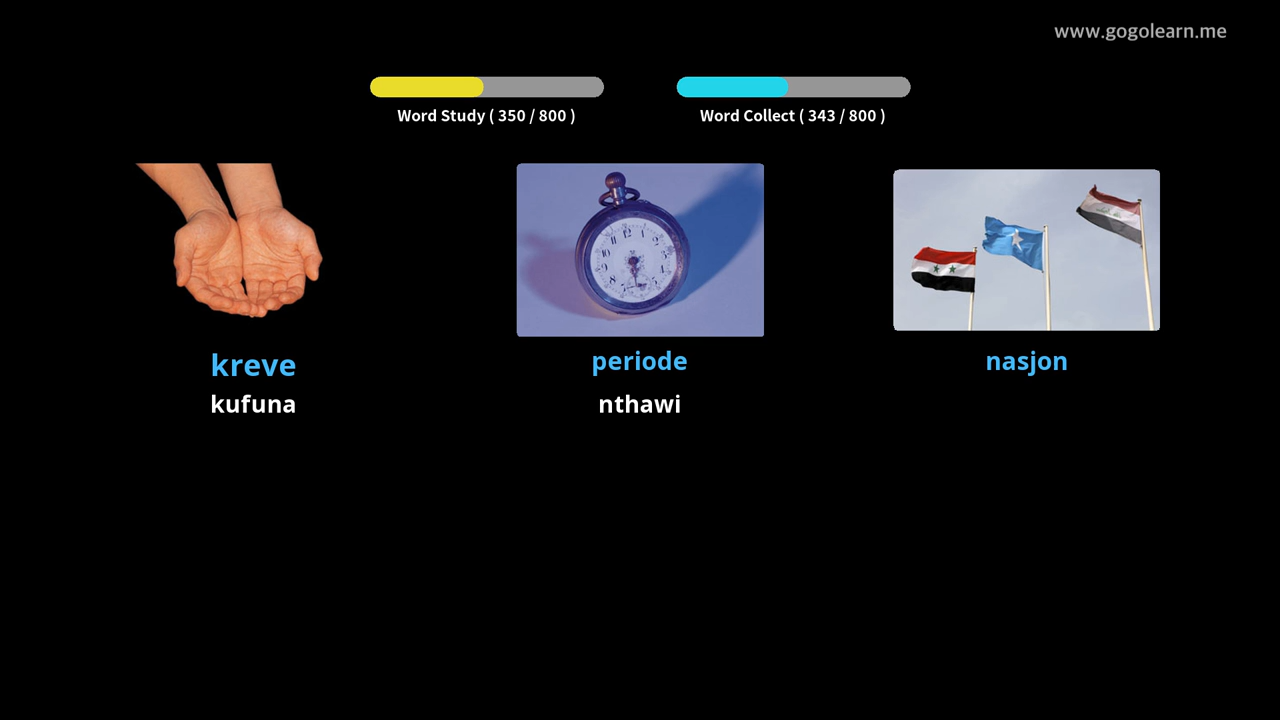 www.gogolearn.me
Word Study ( 350 / 800 )
Word Collect ( 343 / 800 )
kreve
periode
nasjon
kufuna
nthawi